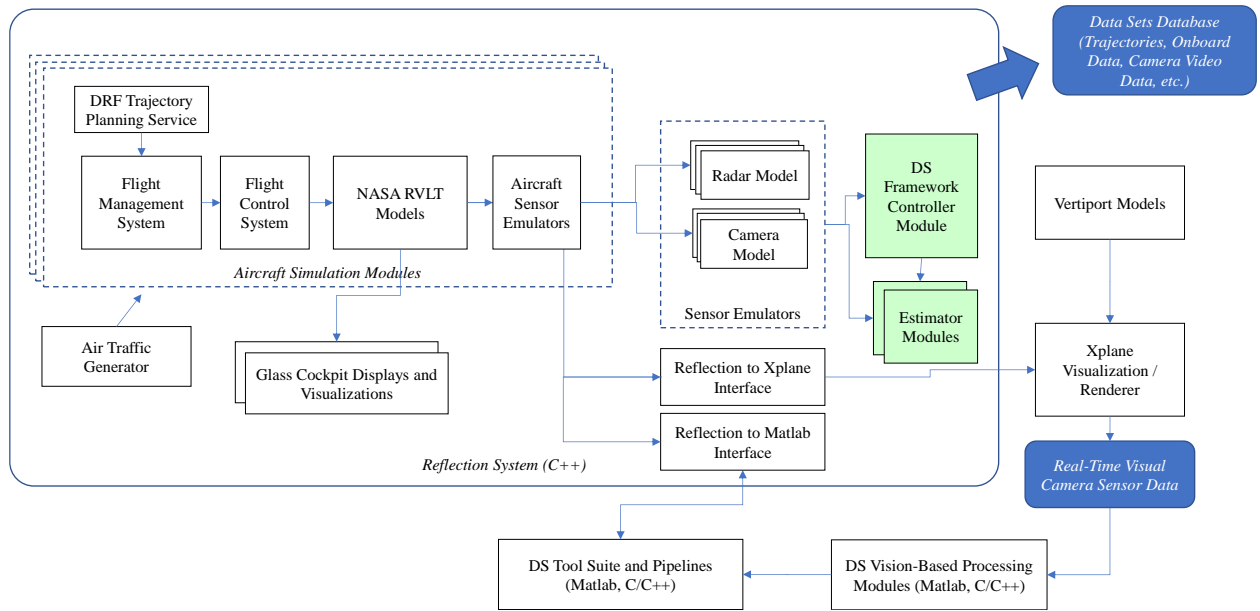 Data Sets Database
(Trajectories, Onboard
Data, Camera Video
Data, etc.)
DRF Trajectory
Planning Service
Flight
Management
System
Flight
Control
System
NASA RVLT
Models
Aircraft
Sensor
Emulators
Aircraft Simulation Modules
Radar Model
Camera
Model
Sensor Emulators
DS
Framework
Controller
Module
Estimator
Modules
Vertiport Models
Air Traffic
Generator
Glass Cockpit Displays and
Visualizations
Reflection to Xplane
Interface
Reflection to Matlab
Interface
Reflection System (C++)
Xplane
Visualization /
Renderer
Real-Time Visual
Camera Sensor Data
DS Tool Suite and Pipelines
(Matlab, C/C++)
DS Vision-Based Processing
Modules (Matlab, C/C++)